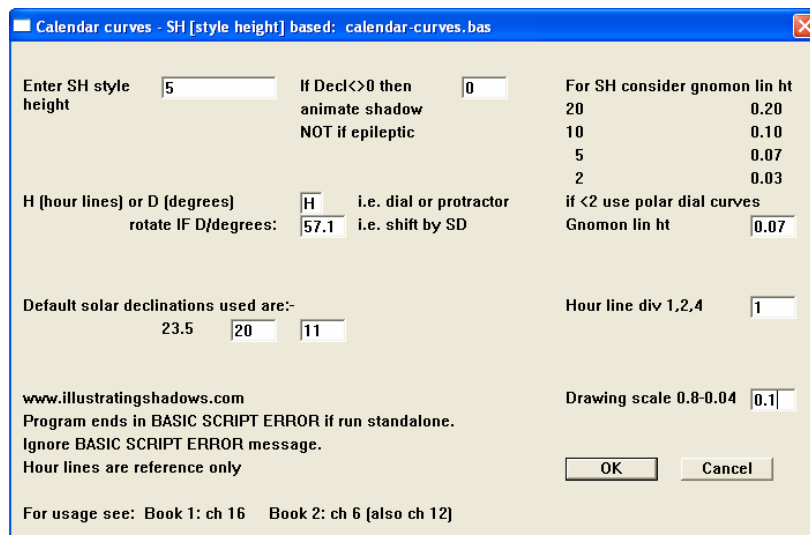 Calendar curves - SH [style height] based: calendar-curves.bas
Enter SH style height 5
If Decl<>0 then 0
animate shadow
NOT if epileptic
For SH consider gnomon lin ht
20 0.20
10 0.10
5 0.07
2 0.03
if <2 use polar dial curves
H (hour lines) or D (degrees) H i.e. dial or protractor
rotate IF D/degrees: 57.1 i.e. shift by SD
Gnomon lin ht 0.07
Default solar declinations used are:-
23.5 20 11
Hour line div 1,2,4 1
www.illustratingshadows.com
Program ends in BASIC SCRIPT ERROR if run standalone.
Ignore BASIC SCRIPT ERROR message.
Hour lines are reference only
Drawing scale 0.8-0.04 0.1
OK Cancel
For usage see: Book 1: ch 16 Book 2: ch 6 (also ch 12)